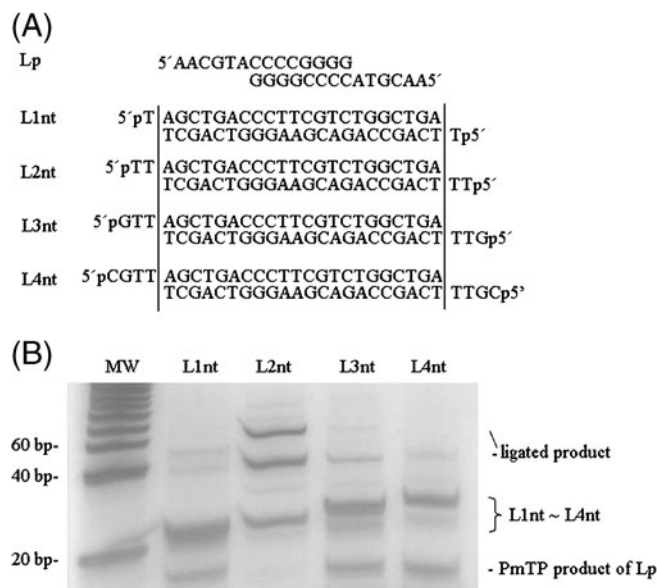 (A)
Lp 5´AACGTACCCCGGGG
GGGGCCCCATGCAA5´
L1nt 5´pT AGCTGACCCTTCGTCTGGCTGA
TCGACTGGGAAGCAGACCGACT Tp5´
L2nt 5´pTT AGCTGACCCTTCGTCTGGCTGA
TCGACTGGGAAGCAGACCGACT TTp5´
L3nt 5´pGTT AGCTGACCCTTCGTCTGGCTGA
TCGACTGGGAAGCAGACCGACT TTGp5´
L4nt 5´pCGTT AGCTGACCCTTCGTCTGGCTGA
TCGACTGGGAAGCAGACCGACT TTGCp5'
(B)
MW L1nt L2nt L3nt L4nt
60 bp- - ligated product
40 bp-
L1nt ~ L4nt
20 bp- - PmTP product of Lp